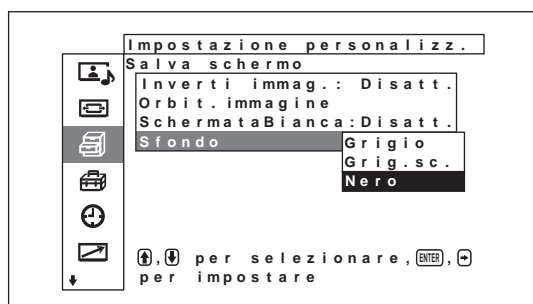 Impostazione personalizz.
Salva schermo
Inverti immag.: Disatt.
Orbit.immagine
SchermataBianca:Disatt.
Sfondo
Grigio
Grig.sc.
Nero
, per selezionare, ENTER,
per impostare